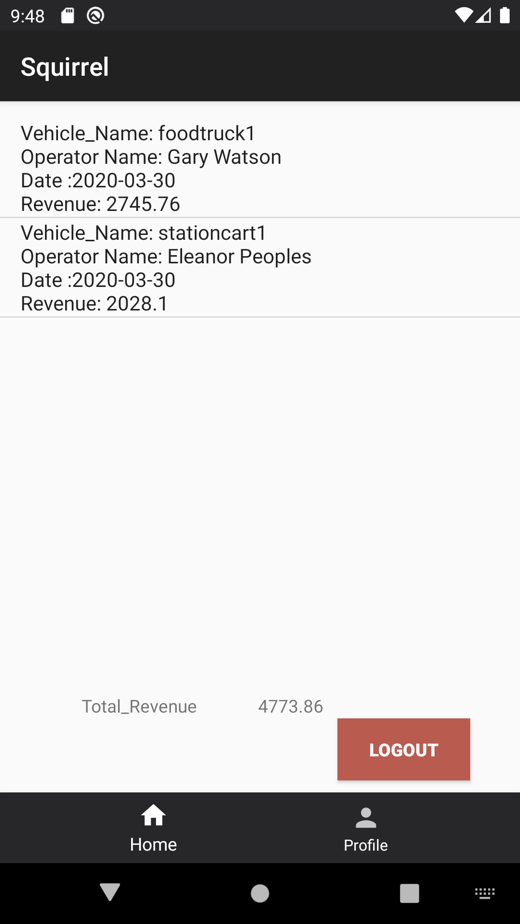 9:48
Squirrel
Vehicle_Name: foodtruck1
Operator Name: Gary Watson
Date :2020-03-30
Revenue: 2745.76
Vehicle_Name: stationcart1
Operator Name: Eleanor Peoples
Date :2020-03-30
Revenue: 2028.1
Total_Revenue 4773.86
LOGOUT
Home Profile